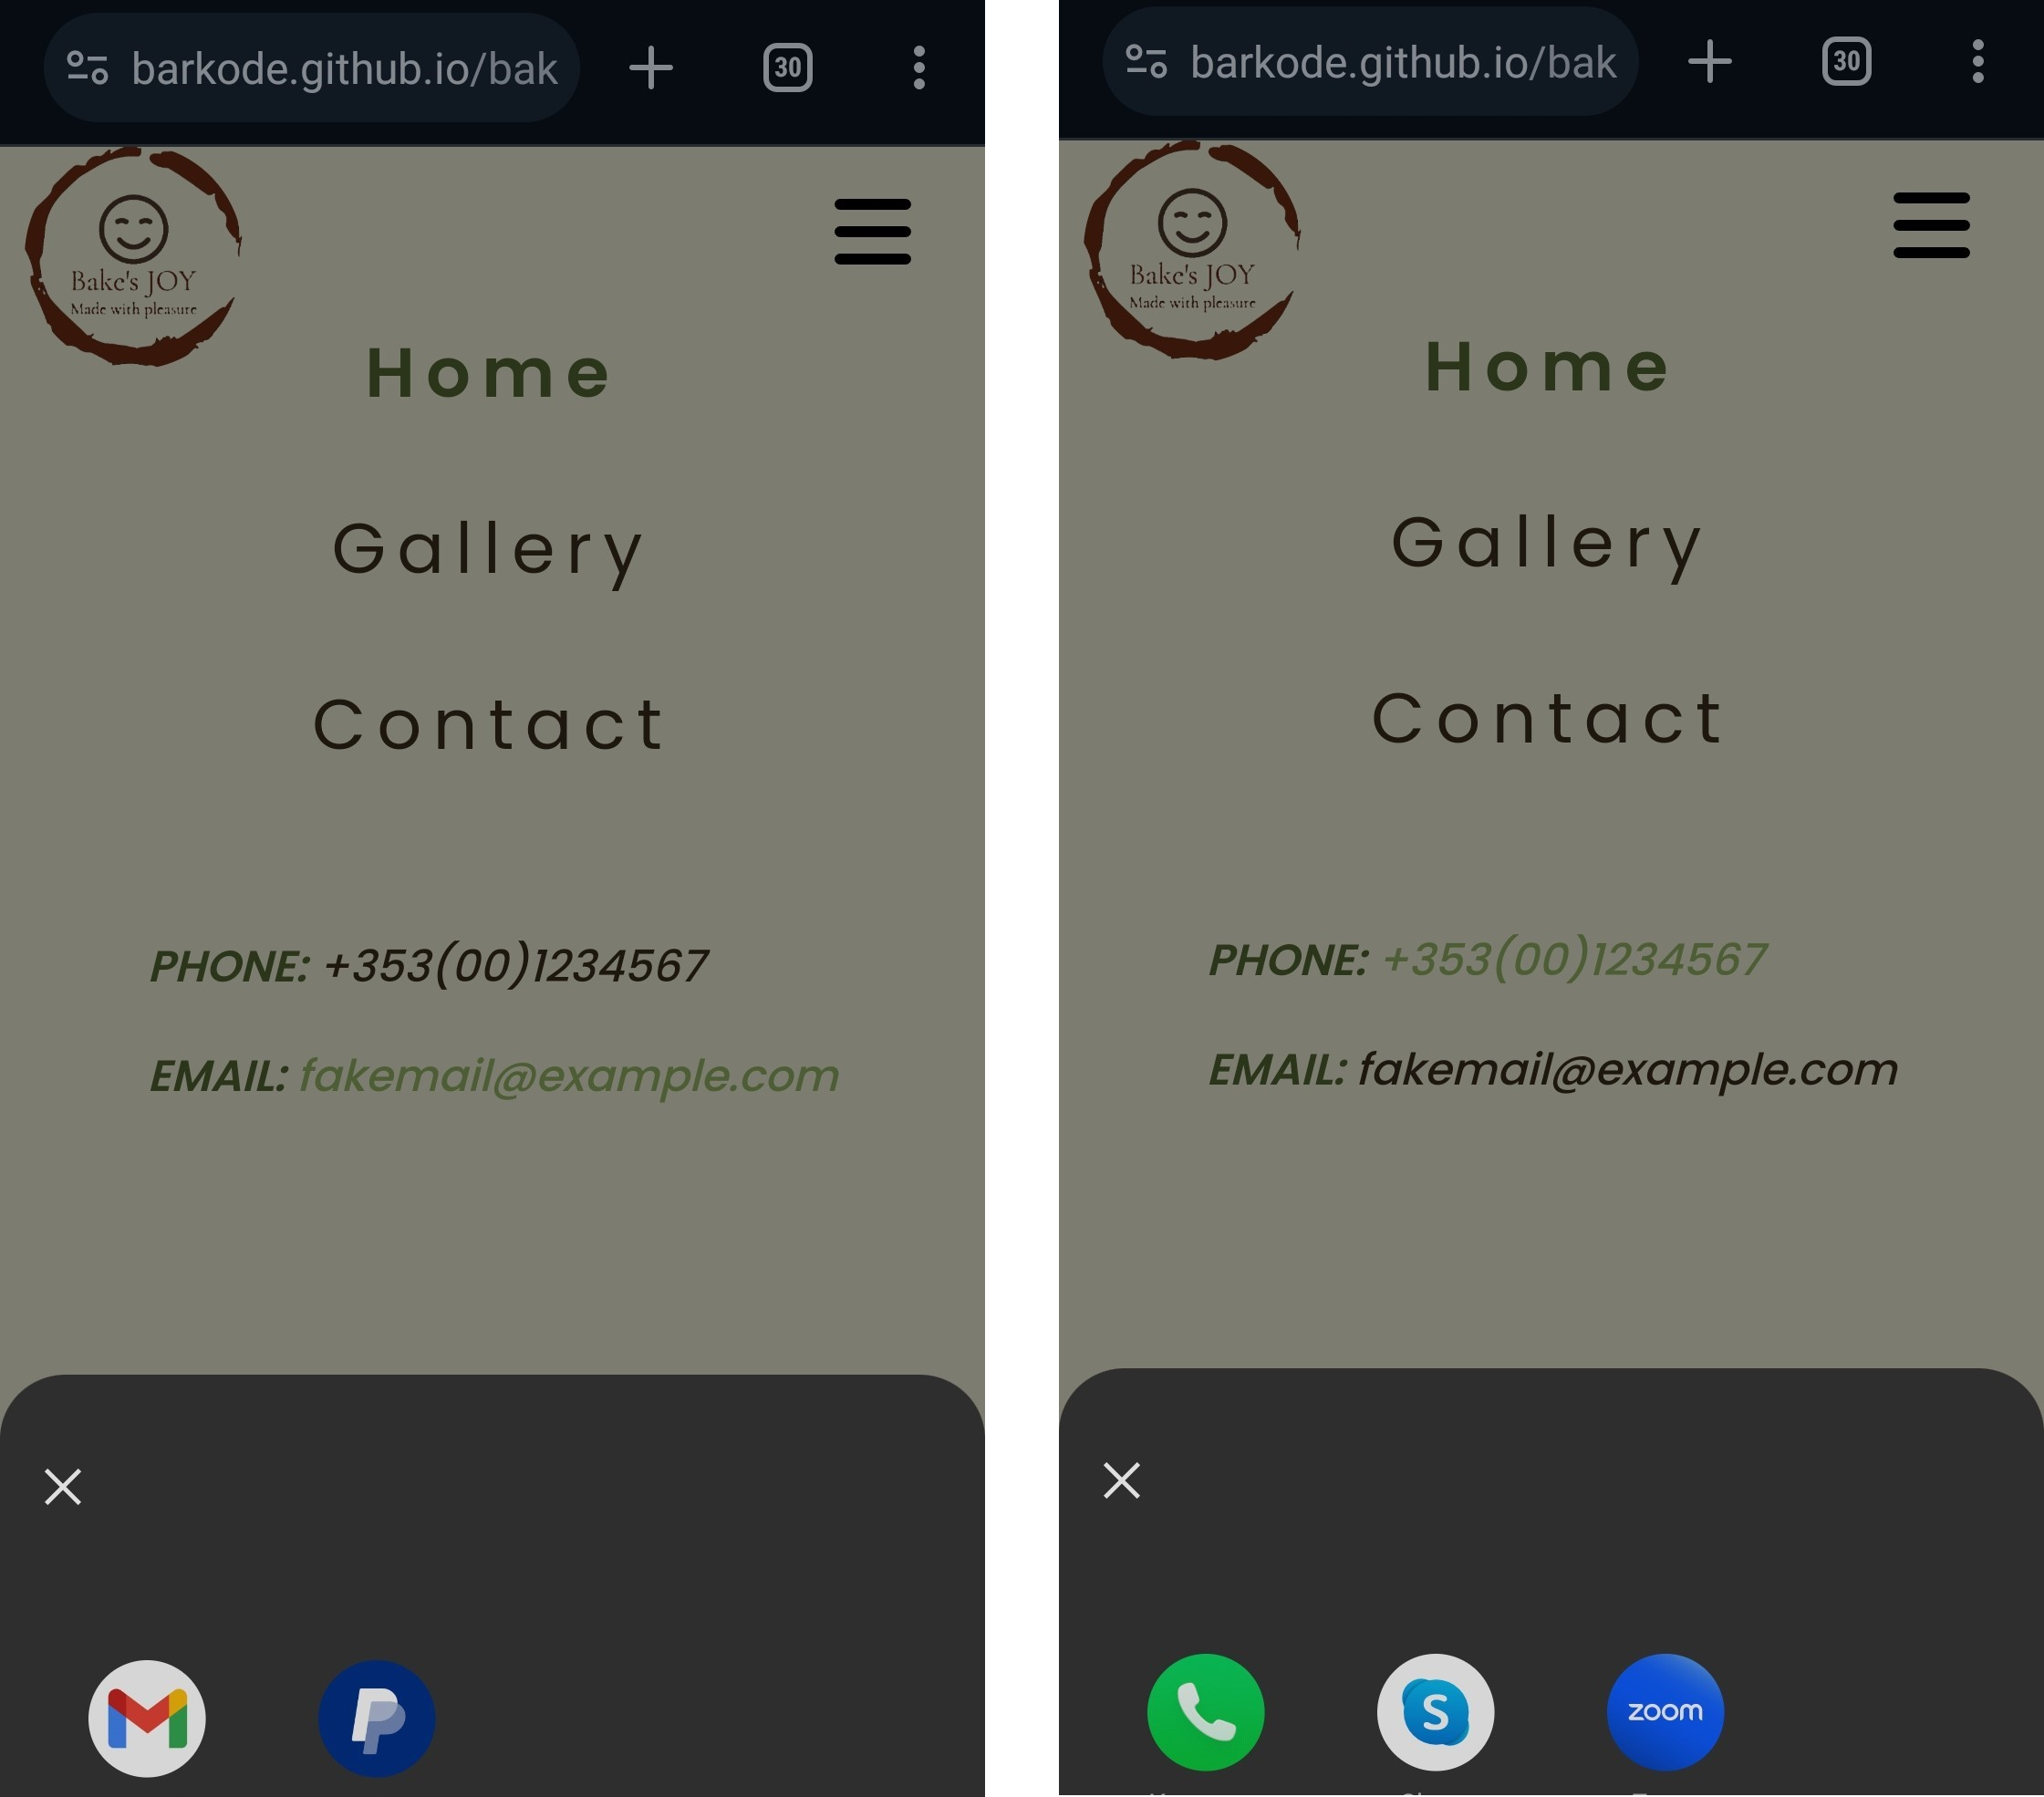 barkode.github.io/bak
30
Bake's JOY
Made with pleasure
Home
Gallery
Contact
PHONE: +353(00)1234567
EMAIL: fakemail@example.com
barkode.github.io/bak
30
Bake's JOY
Made with pleasure
Home
Gallery
Contact
PHONE: +353(00)1234567
EMAIL: fakemail@example.com
S
zoom